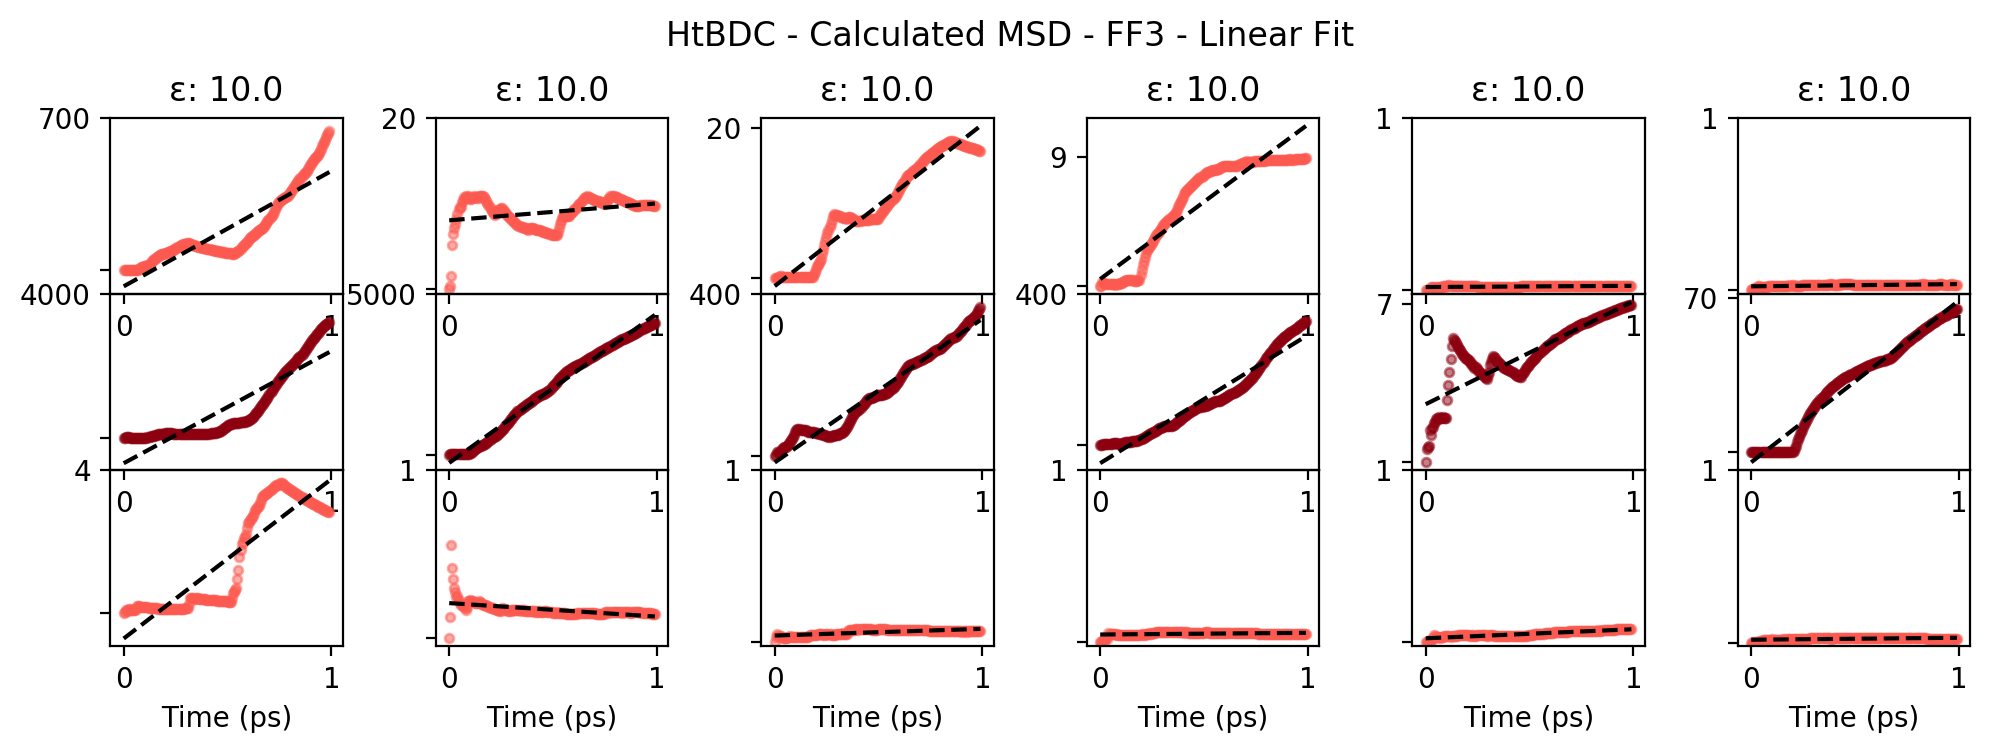 HtBDC - Calculated MSD - FF3 - Linear Fit
ε: 10.0 ε: 10.0 ε: 10.0 ε: 10.0 ε: 10.0 ε: 10.0
700 20 20 9 1 1
0 1 0 1 0 1 0 1 0 1 0 1
4000 5000 400 400 7 70
0 1 0 1 0 1 0 1 0 1 0 1
4 1 1 1 1 1
0 1 0 1 0 1 0 1 0 1 0 1
Time (ps) Time (ps) Time (ps) Time (ps) Time (ps) Time (ps)